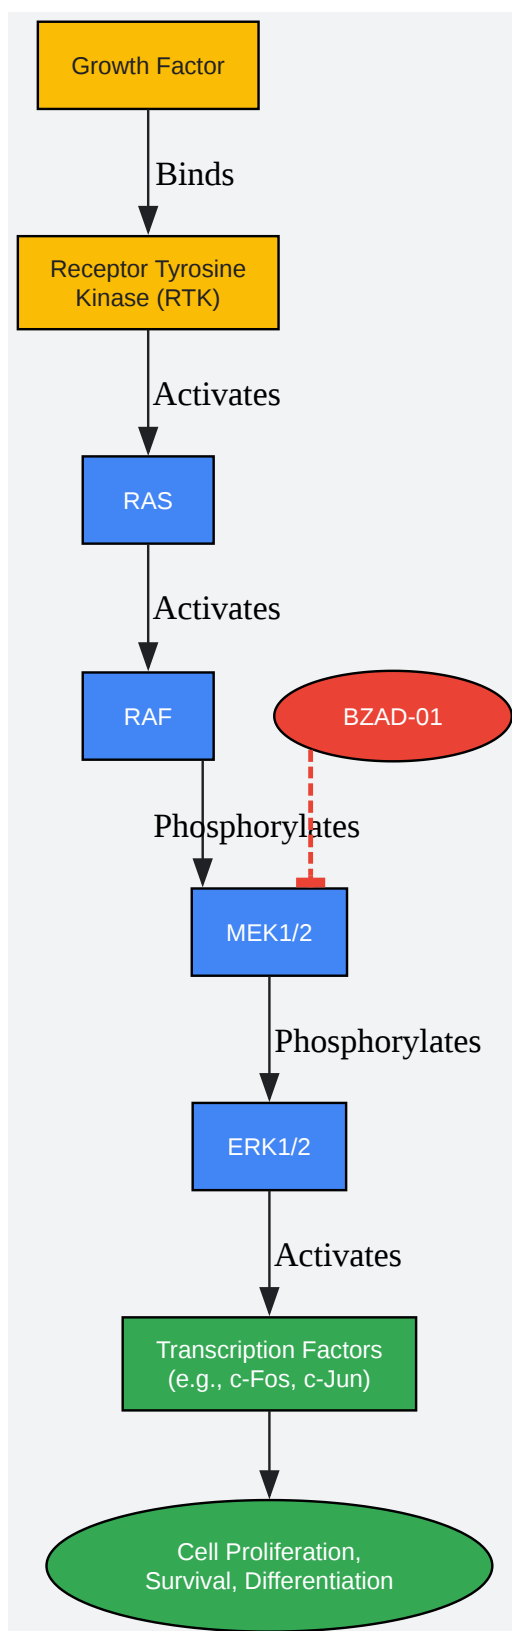 Growth Factor
Binds
Receptor Tyrosine
Kinase (RTK)
Activates
RAS
Activates
RAF
BZAD-01
Phosphorylates
MEK1/2
Phosphorylates
ERK1/2
Activates
Transcription Factors
(e.g., c-Fos, c-Jun)
Cell Proliferation,
Survival, Differentiation